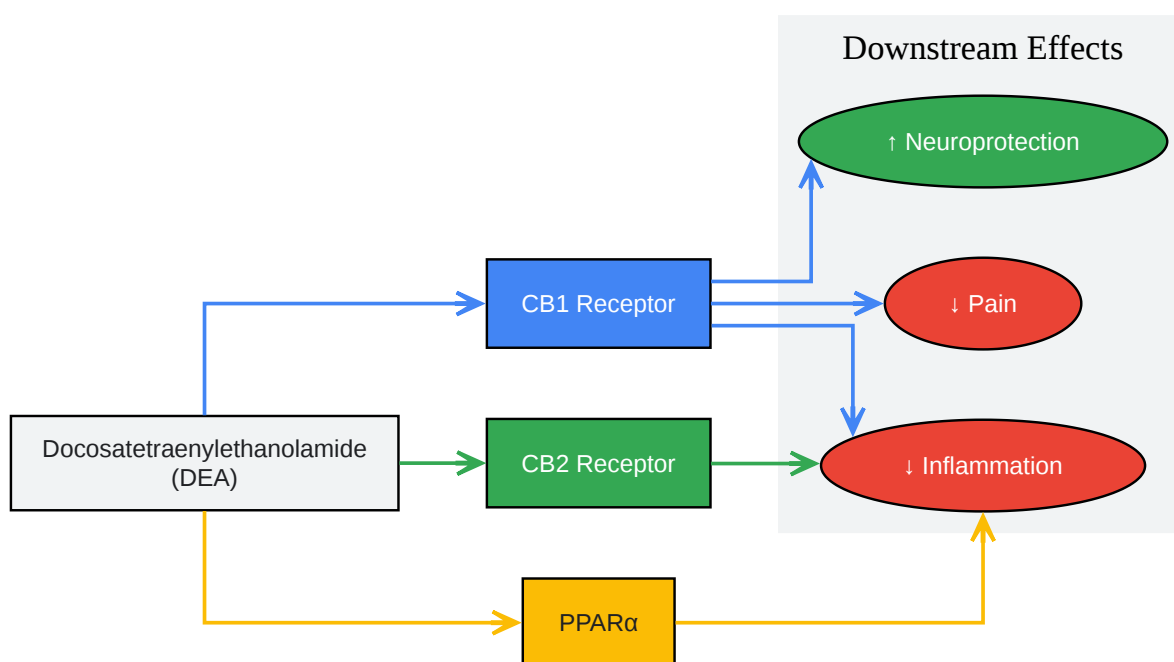 Downstream Effects
↑ Neuroprotection
CB1 Receptor
↓ Pain
Docosatetraenylethanolamide
(DEA)
CB2 Receptor
↓ Inflammation
PPARα